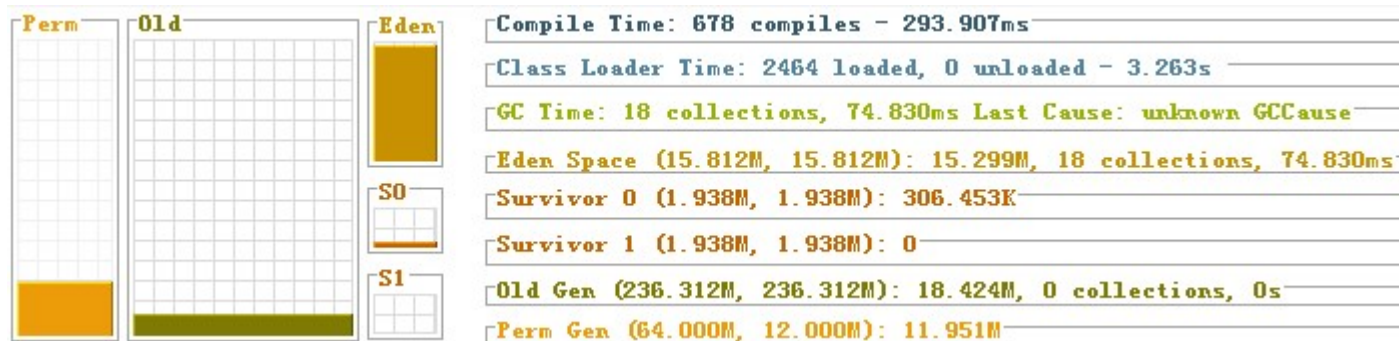 Perm
Old
Eden
S0
S1
Compile Time: 678 compiles - 293.907ms
Class Loader Time: 2464 loaded, 0 unloaded - 3.263s
GC Time: 18 collections, 74.830ms Last Cause: unknown GCCause
Eden Space (15.812M, 15.812M): 15.299M, 18 collections, 74.830ms
Survivor 0 (1.938M, 1.938M): 306.453K
Survivor 1 (1.938M, 1.938M): 0
Old Gen (236.312M, 236.312M): 18.424M, 0 collections, 0s
Perm Gen (64.000M, 12.000M): 11.951M